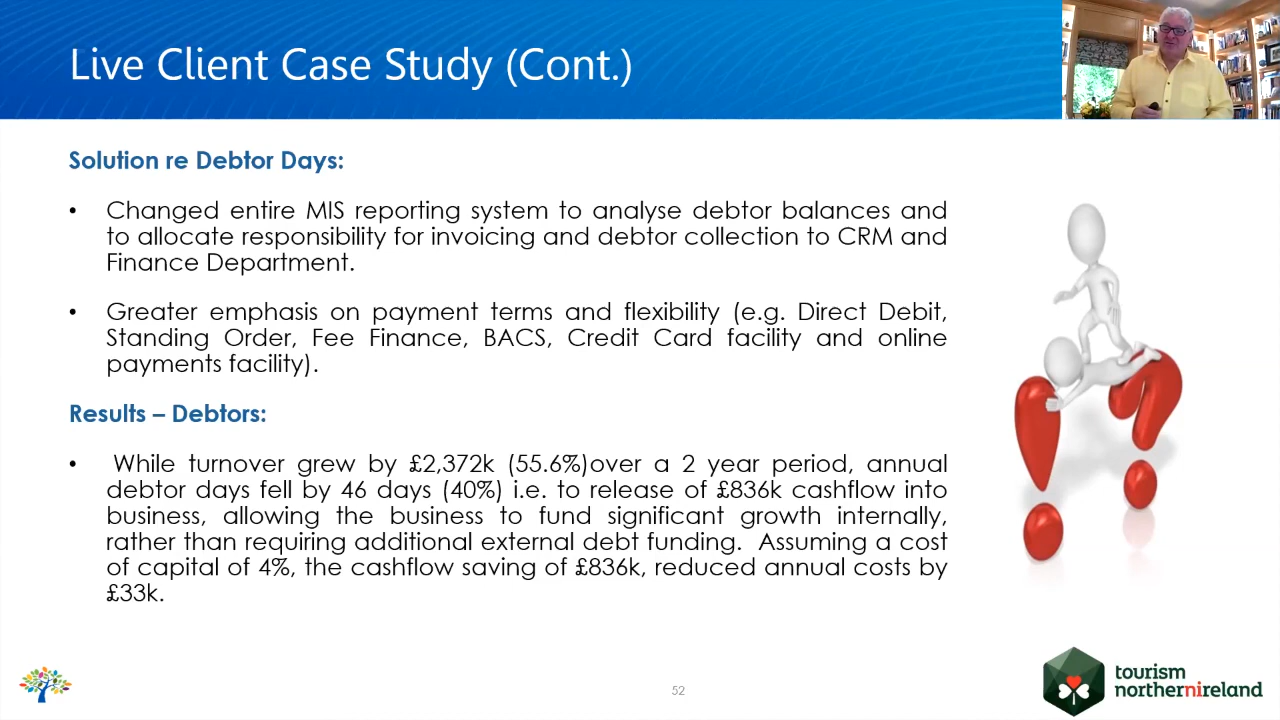 Live Client Case Study (Cont.)
Solution re Debtor Days:
• Changed entire MIS reporting system to analyse debtor balances and
to allocate responsibility for invoicing and debtor collection to CRM and
Finance Department.
• Greater emphasis on payment terms and flexibility (e.g. Direct Debit,
Standing Order, Fee Finance, BACS, Credit Card facility and online
payments facility).
Results – Debtors:
• While turnover grew by £2,372k (55.6%)over a 2 year period, annual
debtor days fell by 46 days (40%) i.e. to release of £836k cashflow into
business, allowing the business to fund significant growth internally,
rather than requiring additional external debt funding. Assuming a cost
of capital of 4%, the cashflow saving of £836k, reduced annual costs by
£33k.
52
tourism
northernireland